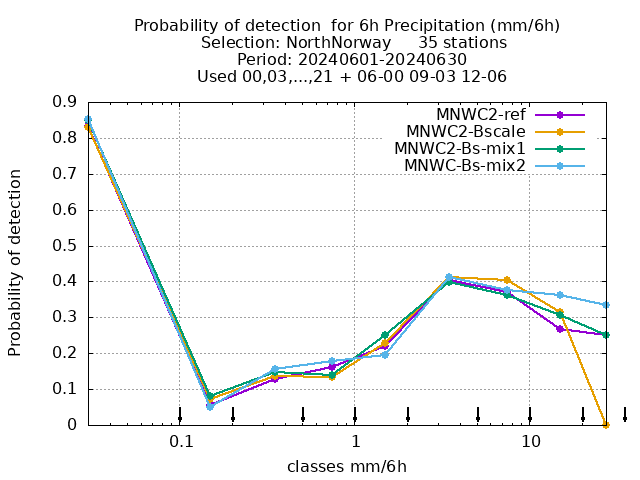 Probability of detection  for 6h Precipitation (mm/6h)
Selection: NorthNorway     35 stations
Period: 20240601-20240630
Used 00,03,...,21 + 06-00 09-03 12-06
MNWC2-ref
MNWC2-Bscale
MNWC2-Bs-mix1
MNWC-Bs-mix2
Probability of detection
0.9
0.8
0.7
0.6
0.5
0.4
0.3
0.2
0.1
0
0.1 1 10
classes mm/6h